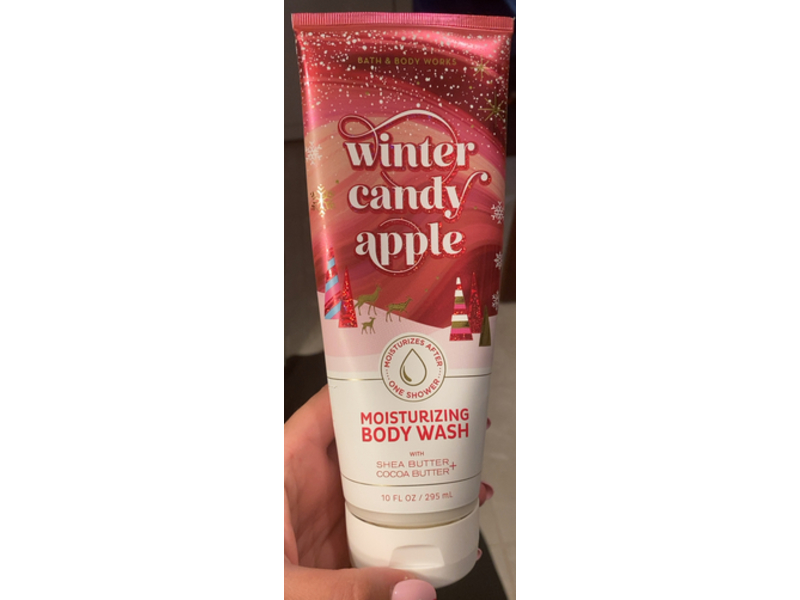 BATH & BODY WORKS
winter
candy
apple
MOISTURIZES AFTER
ONE SHOWER
MOISTURIZING
BODY WASH
WITH
SHEA BUTTER +
COCOA BUTTER
10 FL OZ / 295 mL